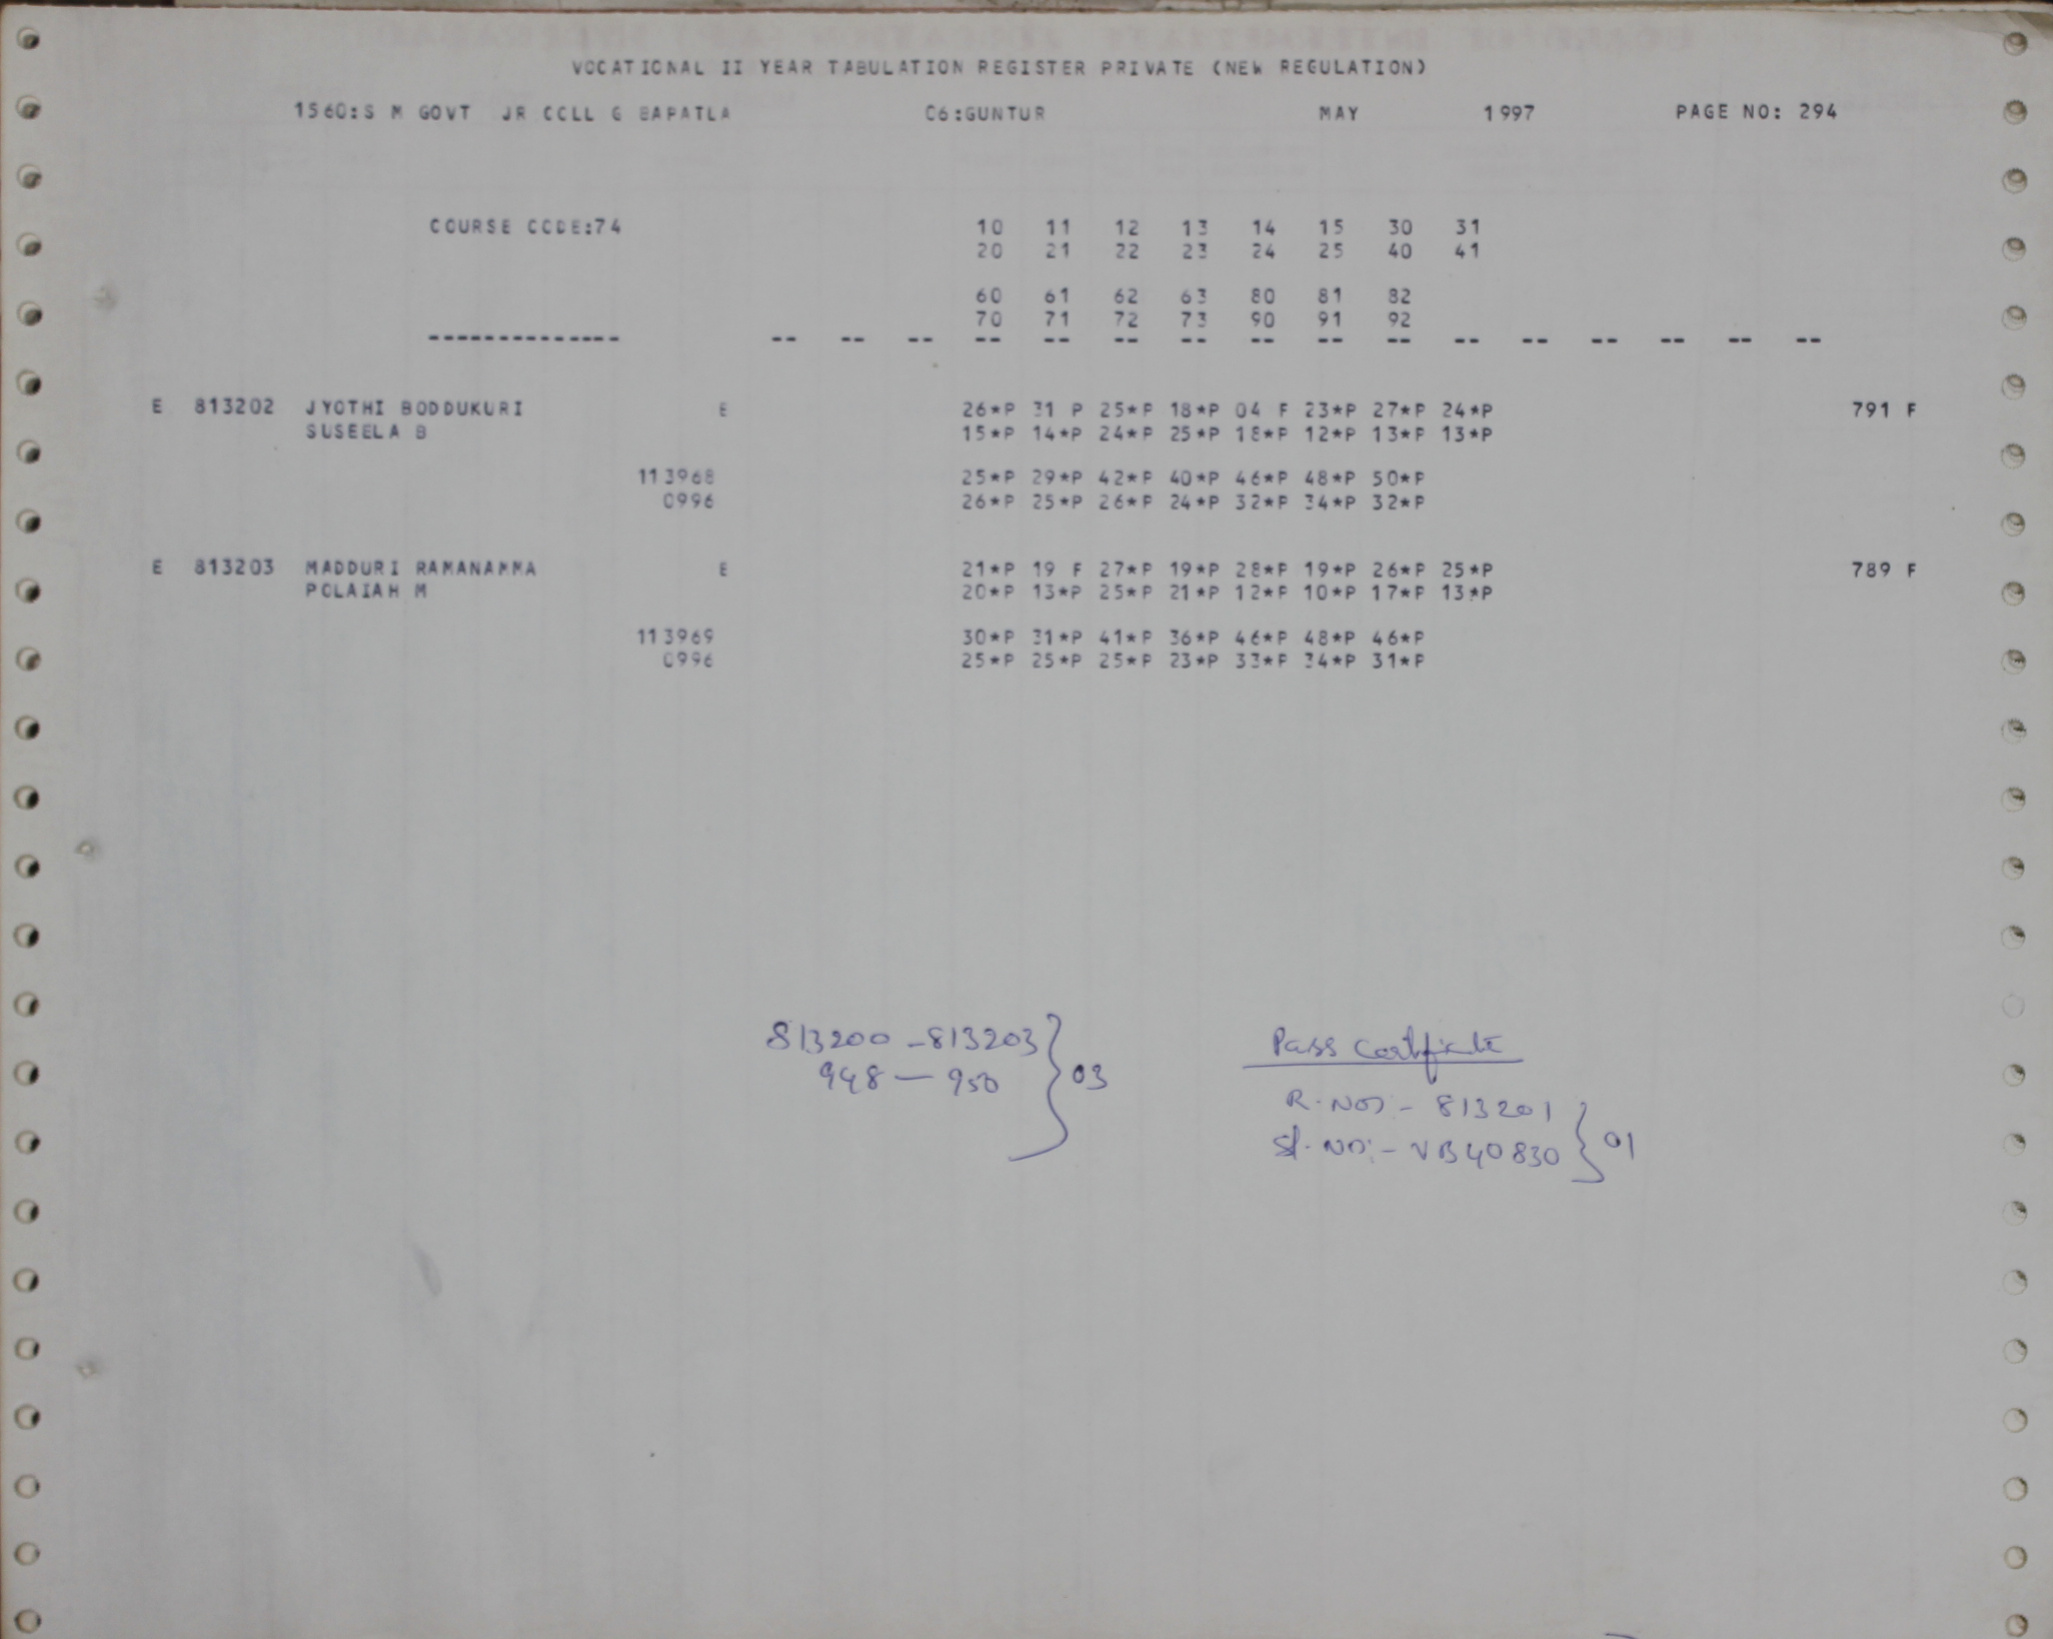 VOCATIONAL II YEAR TABULATION REGISTER PRIVATE (NEW REGULATION)
1560:S M GOVT JR COLL G BAPATLA C6:GUNTUR MAY 1997 PAGE NO: 294
COURSE CODE:74 10 11 12 13 14 15 30 31
20 21 22 23 24 25 40 41
60 61 62 63 80 81 82
70 71 72 73 90 91 92
-------------- -- -- -- -- -- -- -- -- -- -- -- -- -- -- -- --
E 813202 JYOTHI BODDUKURI E 26*P 31 P 25*P 18*P 04 F 23*P 27*P 24*P 791 F
SUSEELA B 15*P 14*P 24*P 25*P 18*P 12*P 13*P 13*P
113968 25*P 29*P 42*P 40*P 46*P 48*P 50*P
0996 26*P 25*P 26*P 24*P 32*P 34*P 32*P
E 813203 MADDURI RAMANAMMA E 21*P 19 F 27*P 19*P 28*P 19*P 26*P 25*P 789 F
POLAIAH M 20*P 13*P 25*P 21*P 12*P 10*P 17*P 13*P
113969 30*P 31*P 41*P 36*P 46*P 48*P 46*P
0996 25*P 25*P 25*P 23*P 33*P 34*P 31*P
813200 - 813203
948 — 950 } 03
Pass Certificate
R. NO:- 813201
Sl. NO:- VB40830 } 01